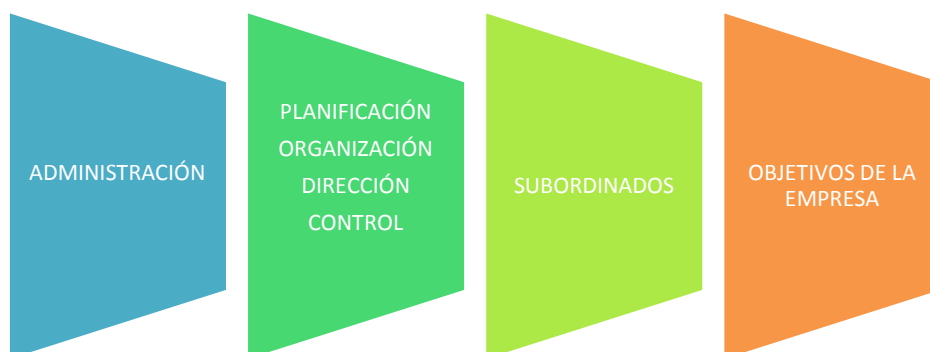 ADMINISTRACIÓN
PLANIFICACIÓN
ORGANIZACIÓN
DIRECCIÓN
CONTROL
SUBORDINADOS
OBJETIVOS DE LA
EMPRESA